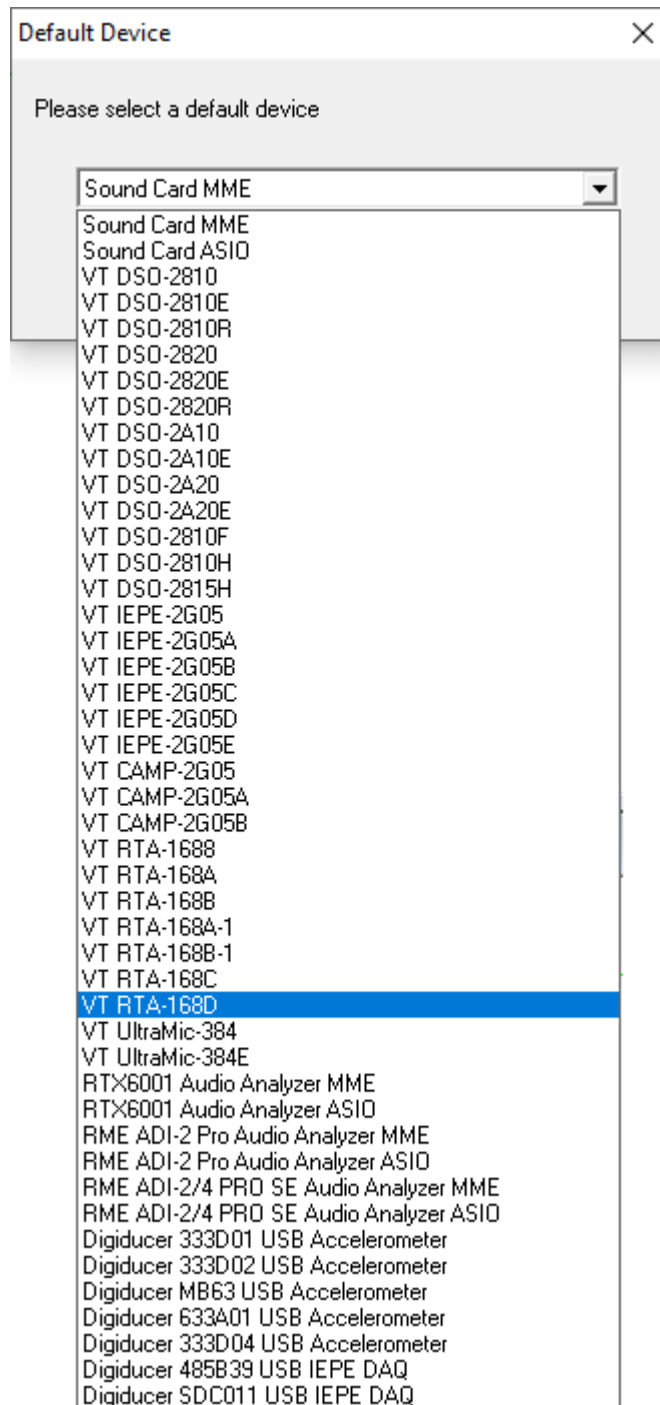 Default Device
Please select a default device
Sound Card MME
Sound Card MME
Sound Card ASIO
VT DSO-2810
VT DSO-2810E
VT DSO-2810R
VT DSO-2820
VT DSO-2820E
VT DSO-2820R
VT DSO-2A10
VT DSO-2A10E
VT DSO-2A20
VT DSO-2A20E
VT DSO-2810F
VT DSO-2810H
VT DSO-2815H
VT IEPE-2G05
VT IEPE-2G05A
VT IEPE-2G05B
VT IEPE-2G05C
VT IEPE-2G05D
VT IEPE-2G05E
VT CAMP-2G05
VT CAMP-2G05A
VT CAMP-2G05B
VT RTA-168B
VT RTA-168A
VT RTA-168B
VT RTA-168A-1
VT RTA-168B-1
VT RTA-168C
VT RTA-168D
VT UltraMic-384
VT UltraMic-384E
RTX6001 Audio Analyzer MME
RTX6001 Audio Analyzer ASIO
RME ADI-2 Pro Audio Analyzer MME
RME ADI-2 Pro Audio Analyzer ASIO
RME ADI-2/4 PRO SE Audio Analyzer MME
RME ADI-2/4 PRO SE Audio Analyzer ASIO
Digiducer 333D01 USB Accelerometer
Digiducer 333D02 USB Accelerometer
Digiducer MB63 USB Accelerometer
Digiducer 633A01 USB Accelerometer
Digiducer 333D04 USB Accelerometer
Digiducer 485B39 USB IEPE DAQ
Digiducer SDC011 USB IEPE DAQ